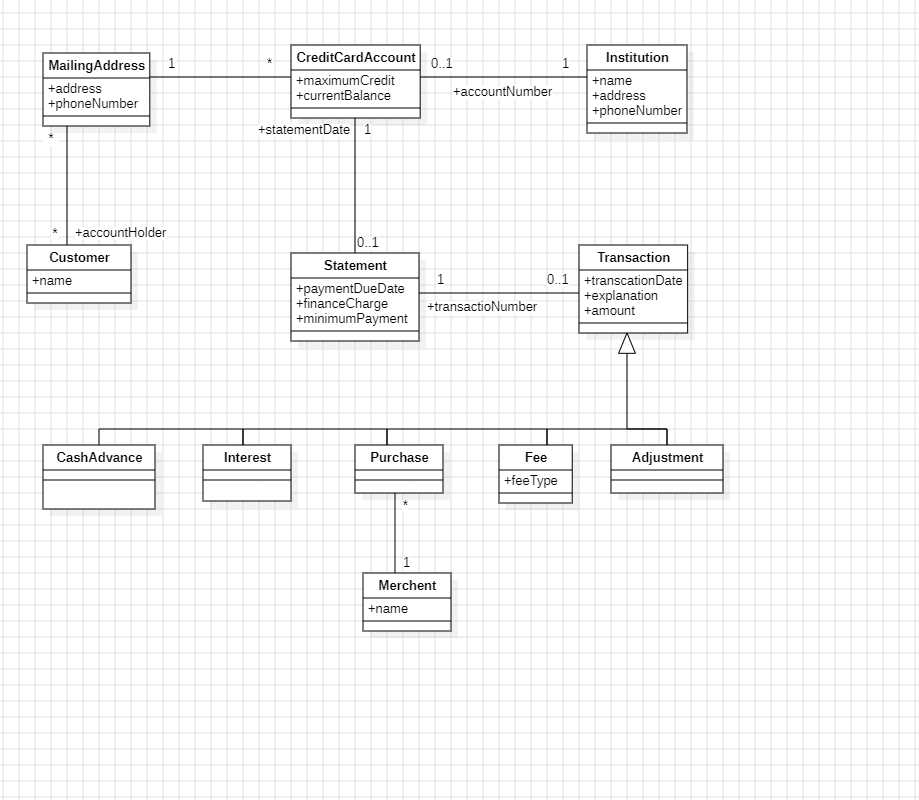 MailingAddress
+address
+phoneNumber
1
*
CreditCardAccount
+maximumCredit
+currentBalance
0..1
1
+accountNumber
Institution
+name
+address
+phoneNumber
*
+statementDate
1
*
+accountHolder
Customer
+name
0..1
Statement
+paymentDueDate
+financeCharge
+minimumPayment
1
0..1
+transactioNumber
Transaction
+transcationDate
+explanation
+amount
CashAdvance
Interest
Purchase
Fee
+feeType
Adjustment
*
1
Merchent
+name